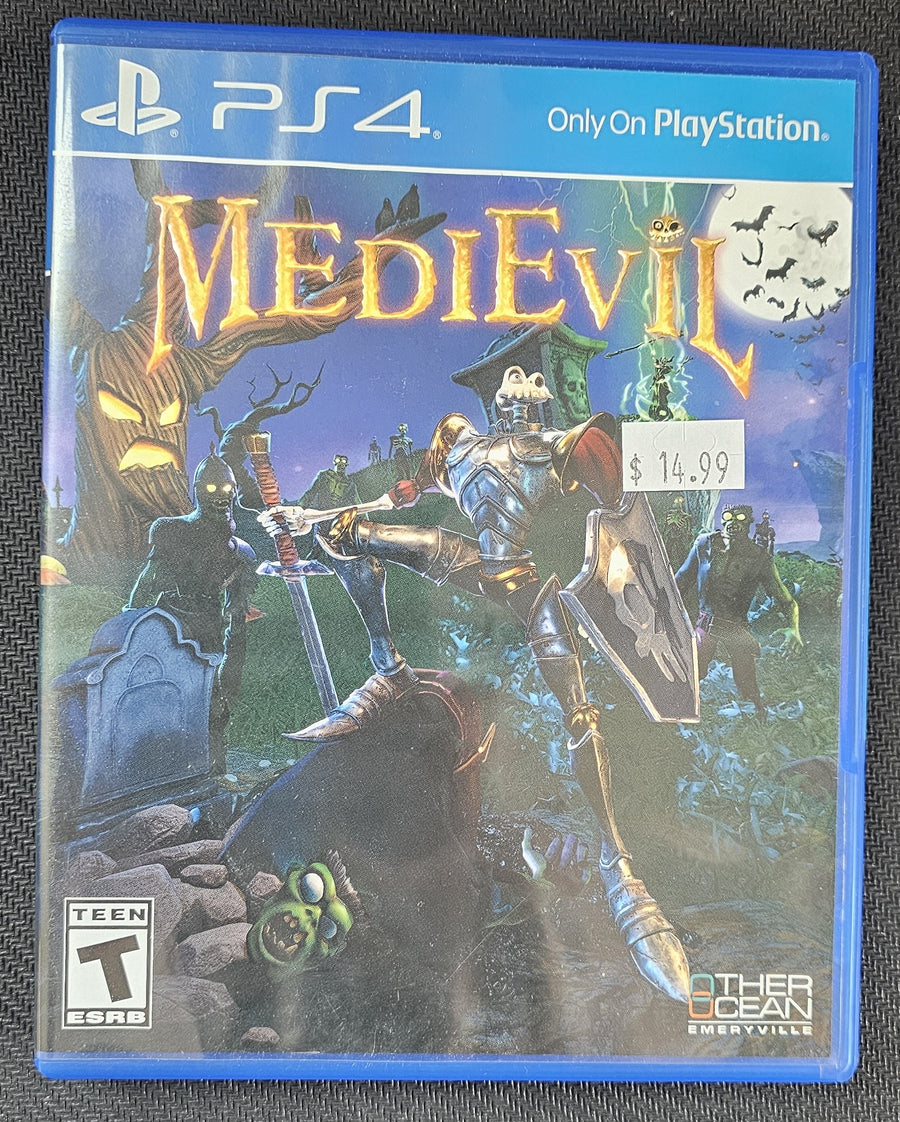 PS4
Only On PlayStation
MEDIEVIL
$ 14.99
TEEN
T
ESRB
OTHER
OCEAN
EMERYVILLE